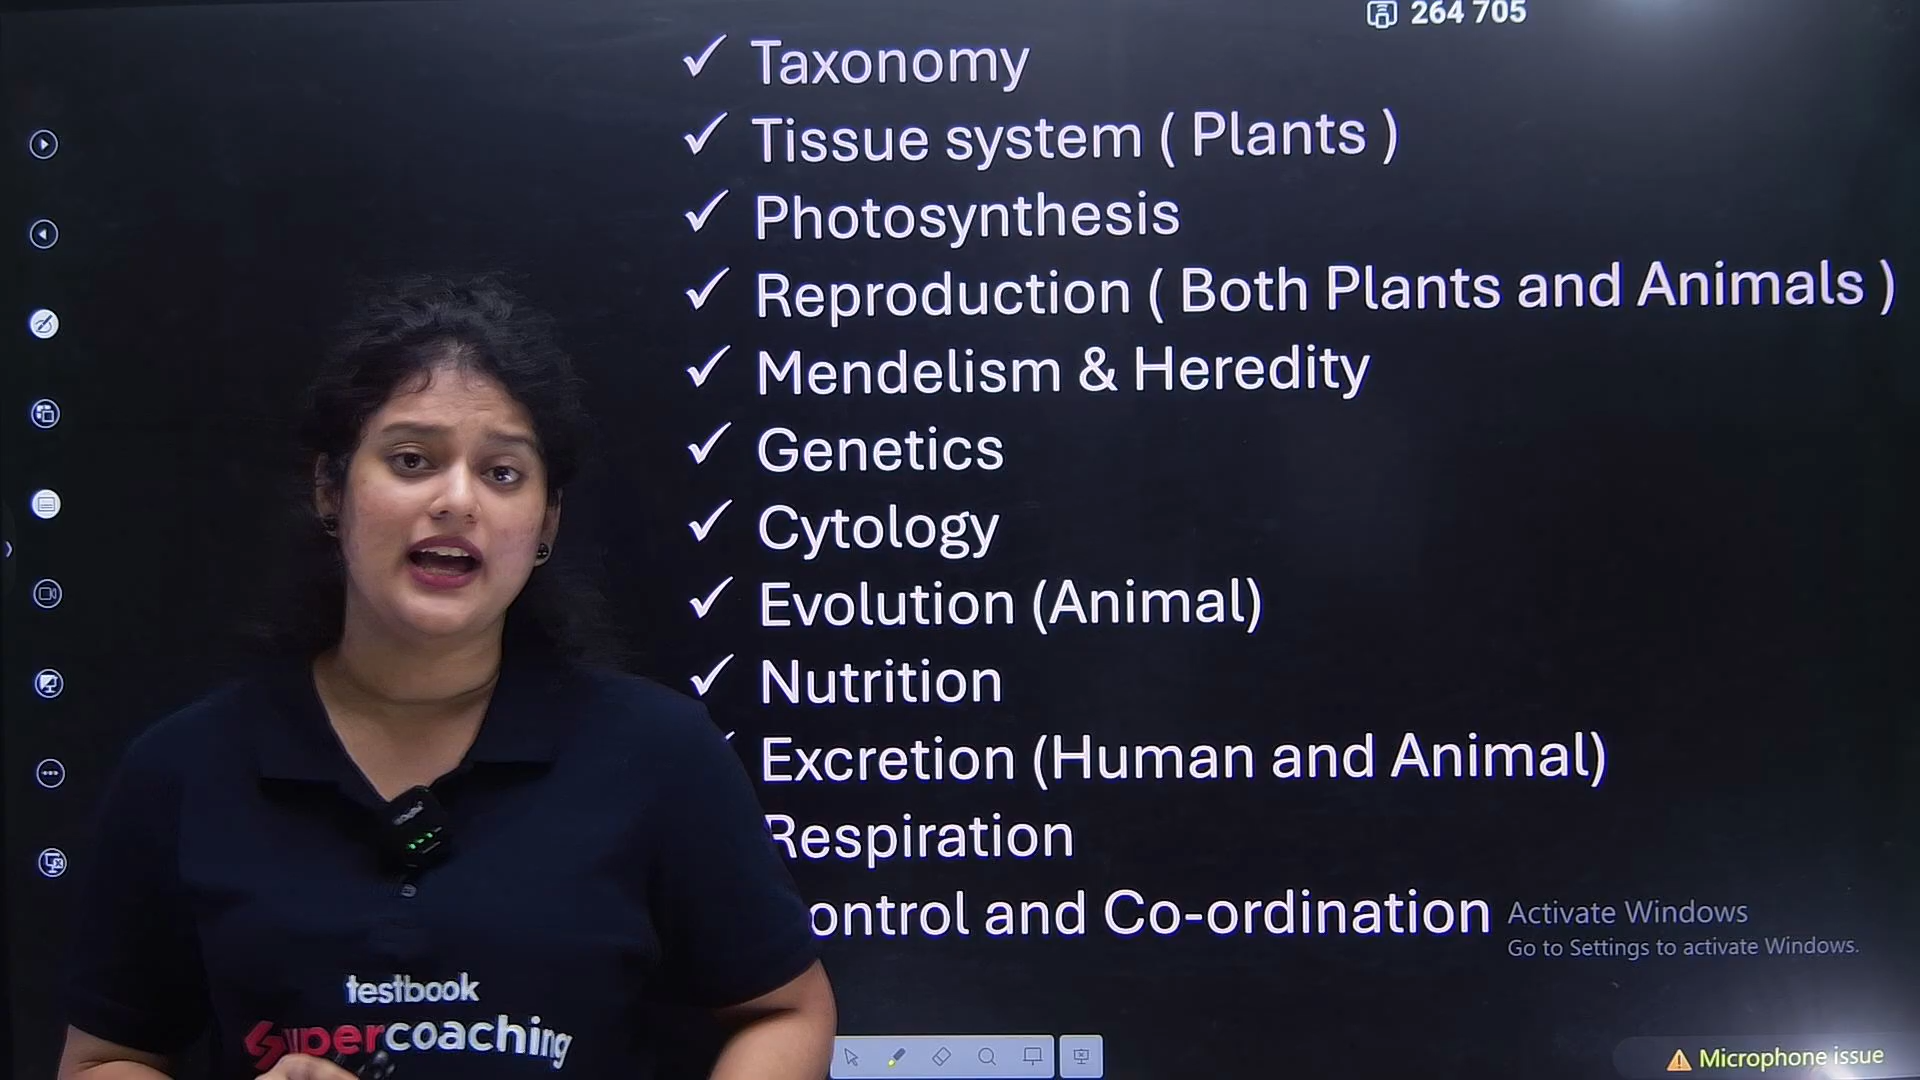 264 705
✓ Taxonomy
✓ Tissue system ( Plants )
✓ Photosynthesis
✓ Reproduction ( Both Plants and Animals )
✓ Mendelism & Heredity
✓ Genetics
✓ Cytology
✓ Evolution (Animal)
✓ Nutrition
Excretion (Human and Animal)
Respiration
ontrol and Co-ordination
Activate Windows
Go to Settings to activate Windows.
testbook
supercoaching
Microphone issue